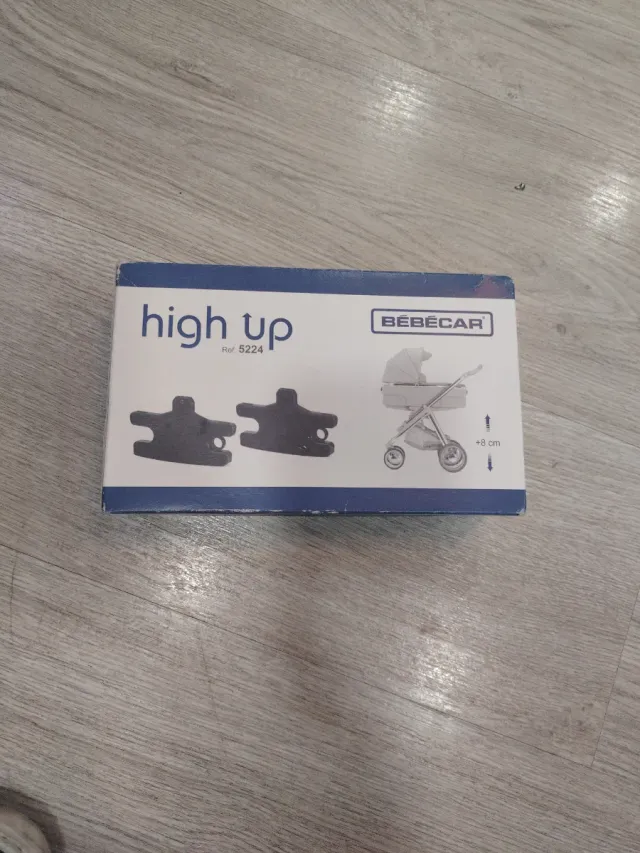 high up
Ref. 5224
BÉBÉCAR
+8 cm